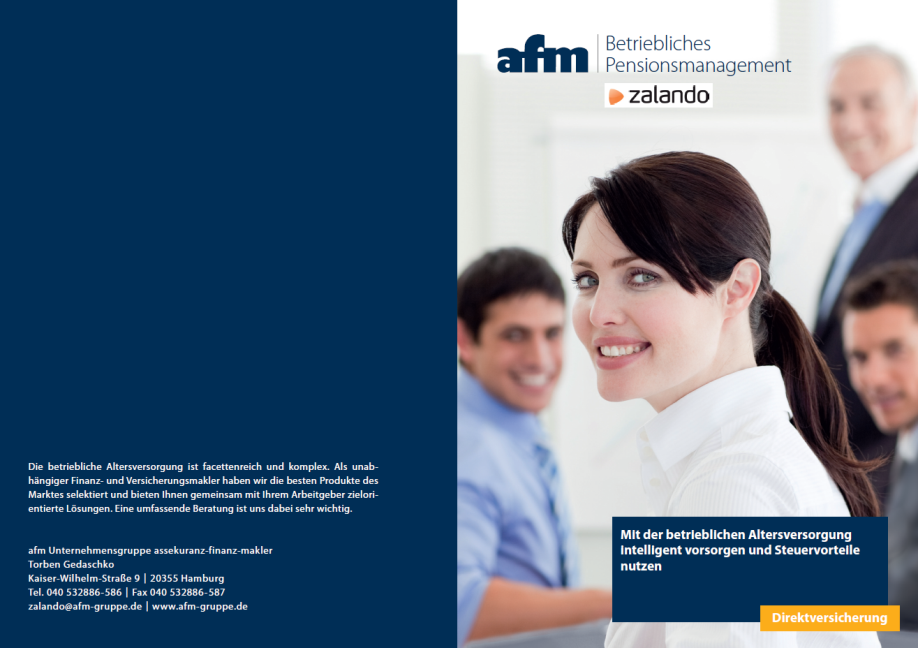 Die betriebliche Altersversorgung ist facettenreich und komplex. Als unab-
hängiger Finanz- und Versicherungsmakler haben wir die besten Produkte des
Marktes selektiert und bieten Ihnen gemeinsam mit Ihrem Arbeitgeber zielori-
entierte Lösungen. Eine umfassende Beratung ist uns dabei sehr wichtig.
afm Unternehmensgruppe assekuranz-finanz-makler
Torben Gedaschko
Kaiser-Wilhelm-Straße 9 | 20355 Hamburg
Tel. 040 532886-586 | Fax 040 532886-587
zalando@afm-gruppe.de | www.afm-gruppe.de
afm | Betriebliches
Pensionsmanagement
zalando
Mit der betrieblichen Altersversorgung
Intelligent vorsorgen und Steuervorteile
nutzen
Direktversicherung